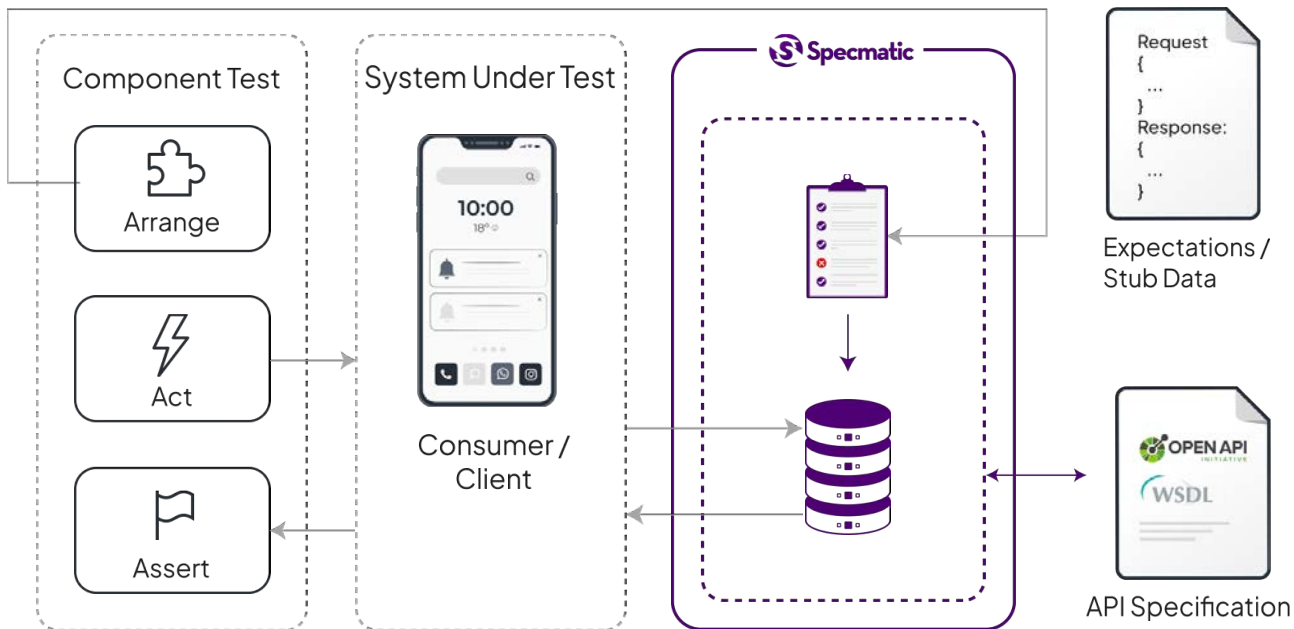 Component Test
Arrange
Act
Assert
System Under Test
10:00
18°
Consumer /
Client
Specmatic
Request
{
...
}
Response:
{
...
}
Expectations /
Stub Data
OPEN API
INITIATIVE
WSDL
API Specification